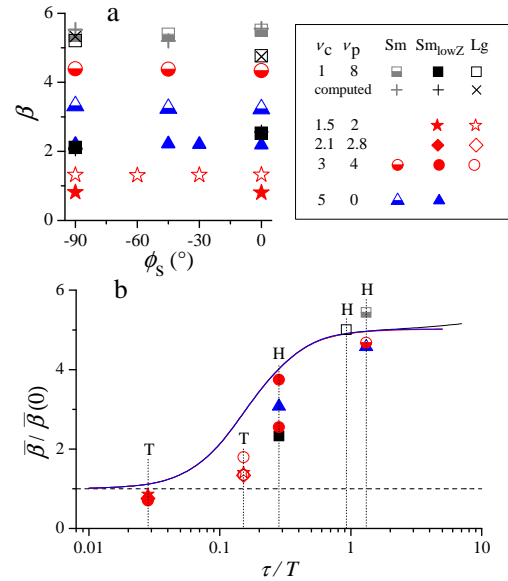 a
6
4
2
0
β
-90
-60
-30
0
ϕS (°)
νc νp Sm SmlowZ Lg
1 8
computed
1.5 2
2.1 2.8
3 4
5 0
b
6
4
2
0
β̅ / β̅(0)
T
H
T
H
H
0.01
0.1
1
10
τ / T